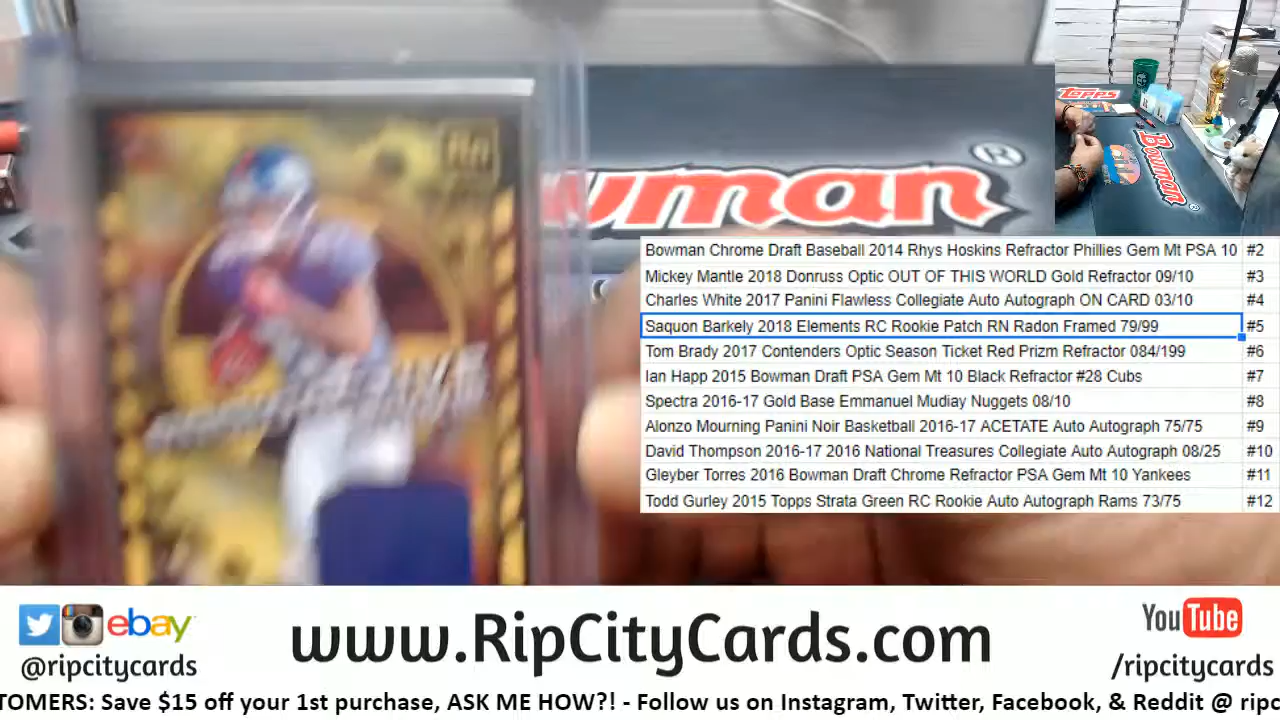 Rn
wman®
Topps
Bowman
Bowman Chrome Draft Baseball 2014 Rhys Hoskins Refractor Phillies Gem Mt PSA 10 #2
Mickey Mantle 2018 Donruss Optic OUT OF THIS WORLD Gold Refractor 09/10 #3
Charles White 2017 Panini Flawless Collegiate Auto Autograph ON CARD 03/10 #4
Saquon Barkely 2018 Elements RC Rookie Patch RN Radon Framed 79/99 #5
Tom Brady 2017 Contenders Optic Season Ticket Red Prizm Refractor 084/199 #6
Ian Happ 2015 Bowman Draft PSA Gem Mt 10 Black Refractor #28 Cubs #7
Spectra 2016-17 Gold Base Emmanuel Mudiay Nuggets 08/10 #8
Alonzo Mourning Panini Noir Basketball 2016-17 ACETATE Auto Autograph 75/75 #9
David Thompson 2016-17 2016 National Treasures Collegiate Auto Autograph 08/25 #10
Gleyber Torres 2016 Bowman Draft Chrome Refractor PSA Gem Mt 10 Yankees #11
Todd Gurley 2015 Topps Strata Green RC Rookie Auto Autograph Rams 73/75 #12
ebay
@ripcitycards
www.RipCityCards.com
YouTube
/ripcitycards
TOMERS: Save $15 off your 1st purchase, ASK ME HOW?! - Follow us on Instagram, Twitter, Facebook, & Reddit @ ripc